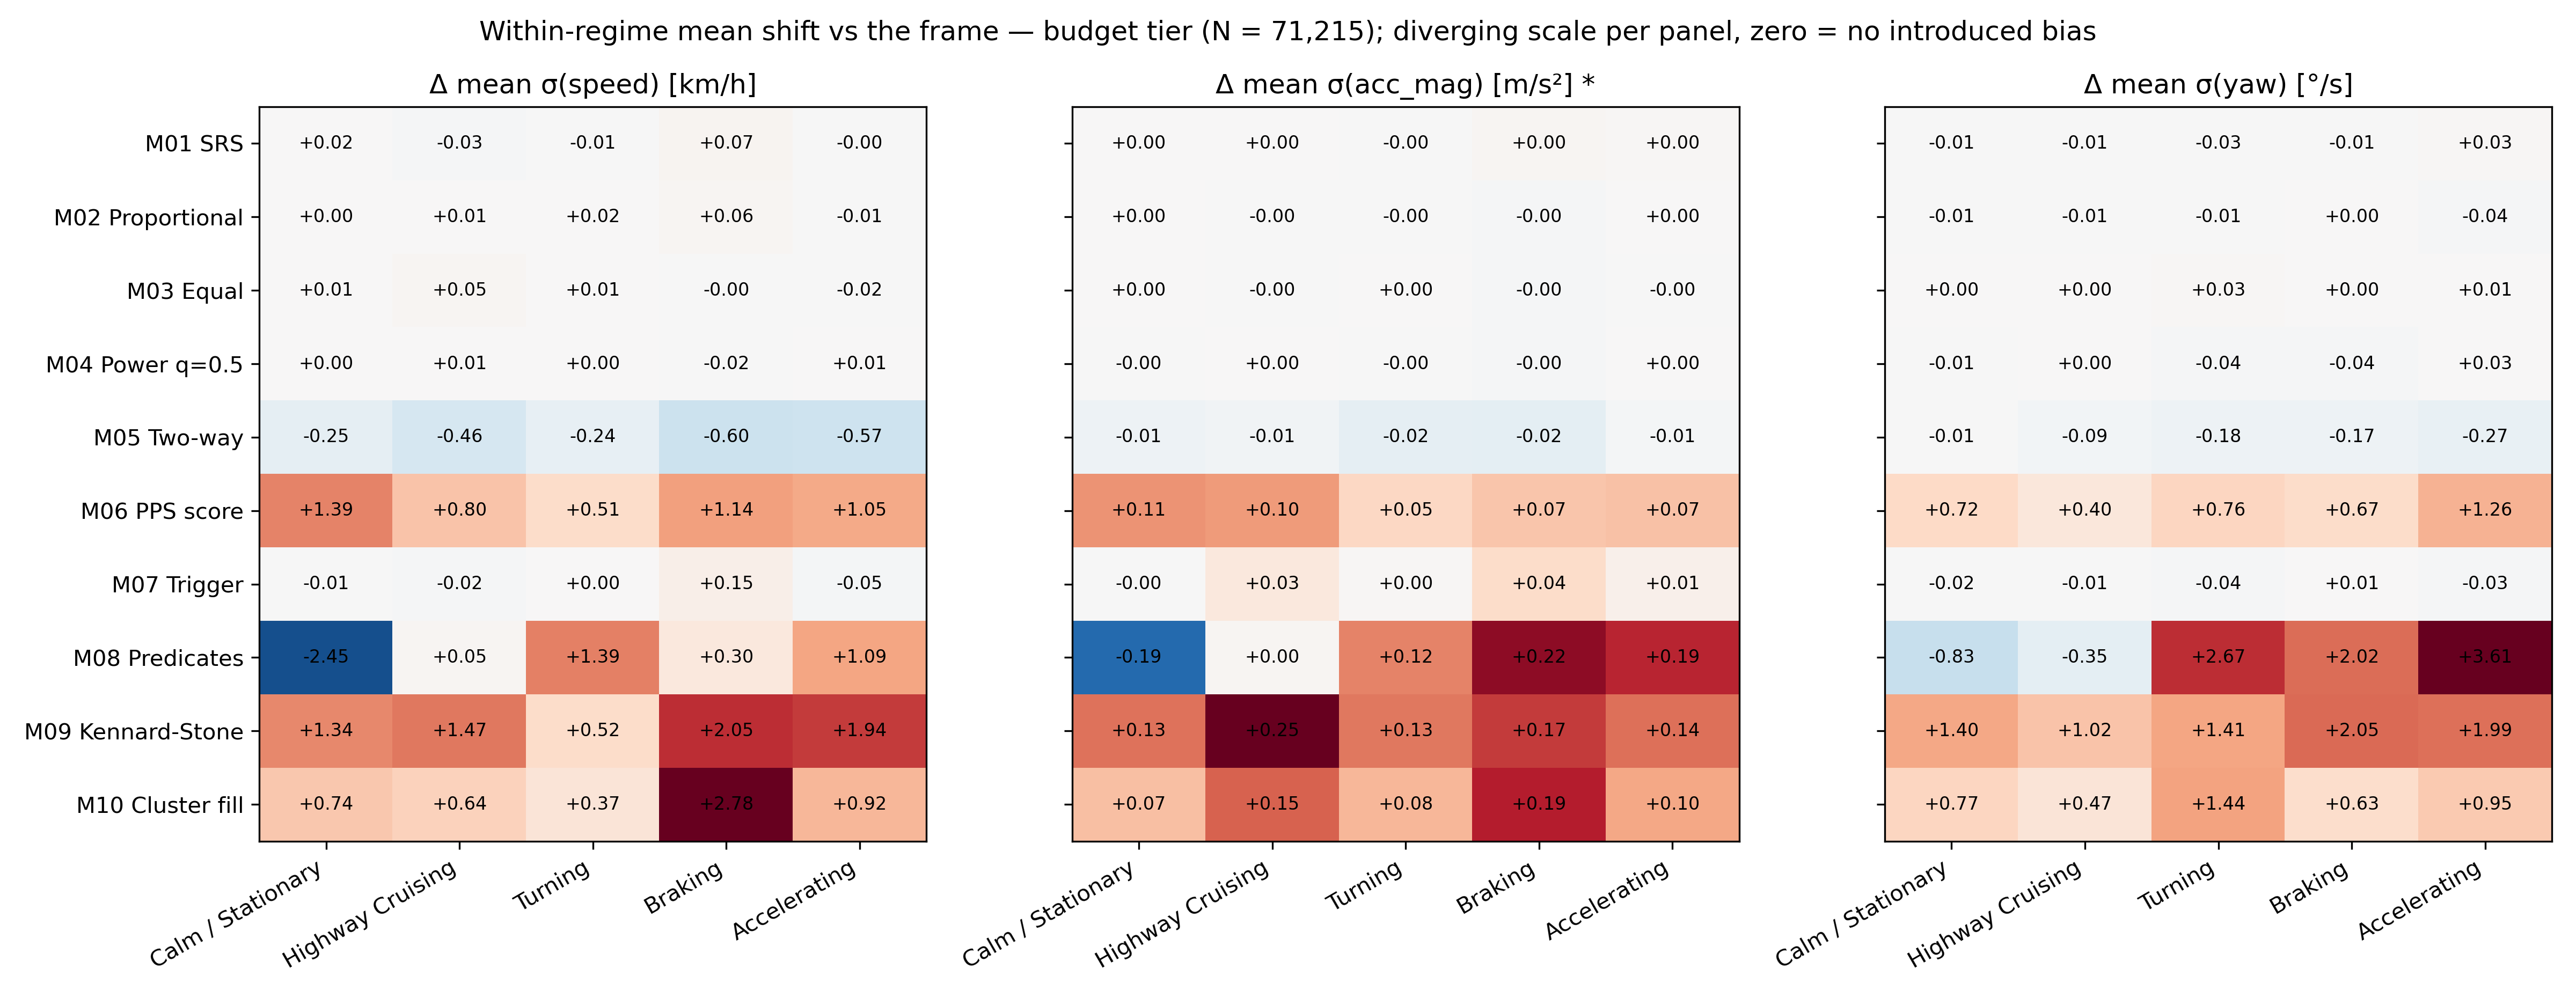 Within-regime mean shift vs the frame — budget tier (N = 71,215); diverging scale per panel, zero = no introduced bias
Δ mean σ(speed) [km/h]
Δ mean σ(acc_mag) [m/s²] *
Δ mean σ(yaw) [°/s]
M01 SRS +0.02 -0.03 -0.01 +0.07 -0.00 +0.00 +0.00 -0.00 +0.00 +0.00 -0.01 -0.01 -0.03 -0.01 +0.03
M02 Proportional +0.00 +0.01 +0.02 +0.06 -0.01 +0.00 -0.00 -0.00 -0.00 +0.00 -0.01 -0.01 -0.01 +0.00 -0.04
M03 Equal +0.01 +0.05 +0.01 -0.00 -0.02 +0.00 -0.00 +0.00 -0.00 -0.00 +0.00 +0.00 +0.03 +0.00 +0.01
M04 Power q=0.5 +0.00 +0.01 +0.00 -0.02 +0.01 -0.00 +0.00 -0.00 -0.00 +0.00 -0.01 +0.00 -0.04 -0.04 +0.03
M05 Two-way -0.25 -0.46 -0.24 -0.60 -0.57 -0.01 -0.01 -0.02 -0.02 -0.01 -0.01 -0.09 -0.18 -0.17 -0.27
M06 PPS score +1.39 +0.80 +0.51 +1.14 +1.05 +0.11 +0.10 +0.05 +0.07 +0.07 +0.72 +0.40 +0.76 +0.67 +1.26
M07 Trigger -0.01 -0.02 +0.00 +0.15 -0.05 -0.00 +0.03 +0.00 +0.04 +0.01 -0.02 -0.01 -0.04 +0.01 -0.03
M08 Predicates -2.45 +0.05 +1.39 +0.30 +1.09 -0.19 +0.00 +0.12 +0.22 +0.19 -0.83 -0.35 +2.67 +2.02 +3.61
M09 Kennard-Stone +1.34 +1.47 +0.52 +2.05 +1.94 +0.13 +0.25 +0.13 +0.17 +0.14 +1.40 +1.02 +1.41 +2.05 +1.99
M10 Cluster fill +0.74 +0.64 +0.37 +2.78 +0.92 +0.07 +0.15 +0.08 +0.19 +0.10 +0.77 +0.47 +1.44 +0.63 +0.95
Calm / Stationary
Highway Cruising
Turning
Braking
Accelerating
Calm / Stationary
Highway Cruising
Turning
Braking
Accelerating
Calm / Stationary
Highway Cruising
Turning
Braking
Accelerating